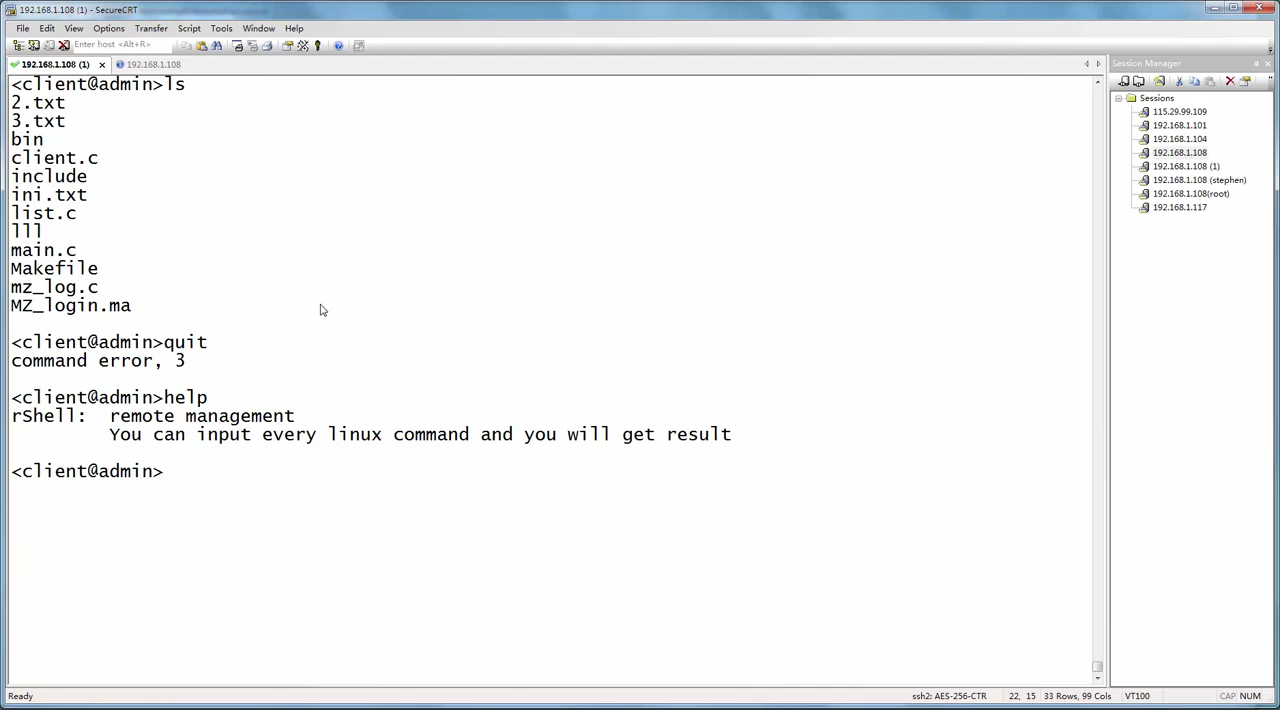 192.168.1.108 (1) - SecureCRT
File Edit View Options Transfer Script Tools Window Help
Enter host <Alt+R>
192.168.1.108 (1) 192.168.1.108
<client@admin>ls
2.txt
3.txt
bin
client.c
include
ini.txt
list.c
lll
main.c
Makefile
mz_log.c
MZ_login.ma
<client@admin>quit
command error, 3
<client@admin>help
rShell: remote management
You can input every linux command and you will get result
<client@admin>
Session Manager
Sessions
115.29.99.109
192.168.1.101
192.168.1.104
192.168.1.108
192.168.1.108 (1)
192.168.1.108 (stephen)
192.168.1.108(root)
192.168.1.117
Ready ssh2: AES-256-CTR 22, 15 33 Rows, 99 Cols VT100 CAP NUM